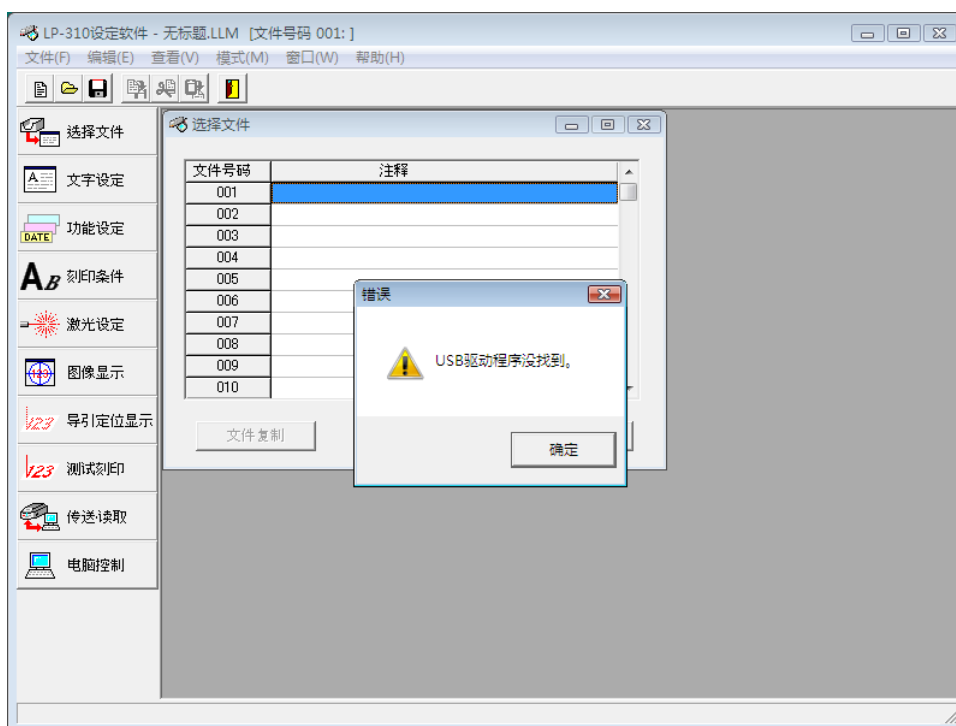 LP-310设定软件 - 无标题.LLM [文件号码 001: ]
文件(F) 编辑(E) 查看(V) 模式(M) 窗口(W) 帮助(H)
选择文件
文字设定
DATE 功能设定
AB 刻印条件
激光设定
123 图像显示
123 导引定位显示
123 测试刻印
传送·读取
电脑控制
选择文件
文件号码 注释
001
002
003
004
005
006
007
008
009
010
文件复制
错误
USB驱动程序没找到。
确定